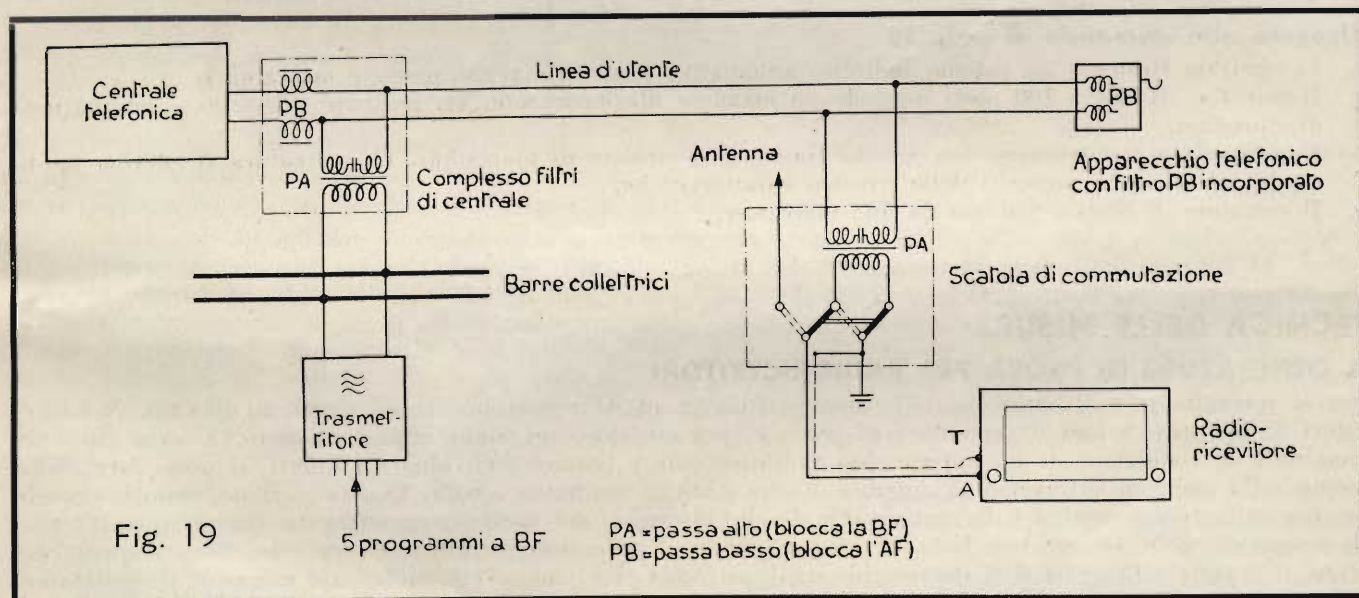 Centrale
telefonica
PB
Linea d'utente
PB
PA
Complesso filtri
di centrale
Antenna
Apparecchio telefonico
con filtro PB incorporato
PA
Scatola di commutazione
Barre collettrici
Trasmet-
titore
T
A
Radio-
ricevitore
Fig. 19
5 programmi a BF
PA = passa alto (blocca la BF)
PB = passa basso (blocca l'AF)